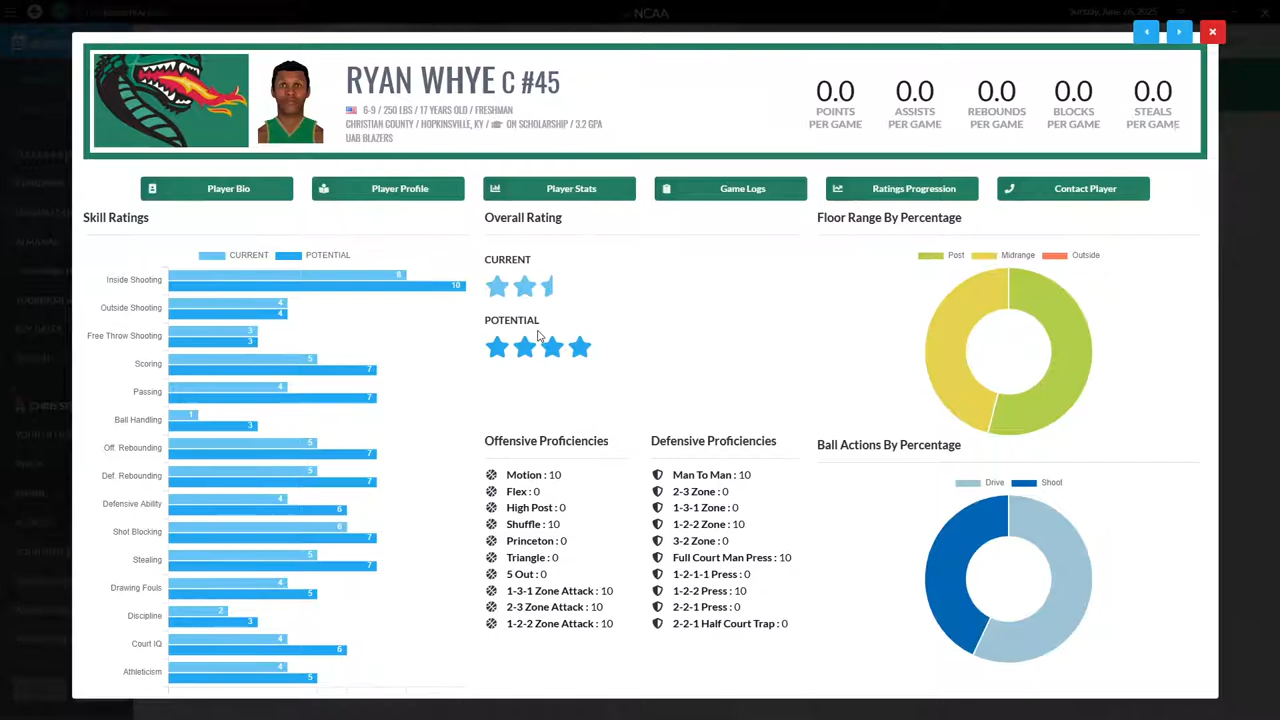 NCAA
RYAN WHYE C #45
6-9 / 250 LBS / 17 YEARS OLD / FRESHMAN
CHRISTIAN COUNTY / HOPKINSVILLE, KY / ON SCHOLARSHIP / 3.2 GPA
UAB BLAZERS
0.0 0.0 0.0 0.0 0.0
POINTS ASSISTS REBOUNDS BLOCKS STEALS
PER GAME PER GAME PER GAME PER GAME PER GAME
Player Bio Player Profile Player Stats Game Logs Ratings Progression Contact Player
Skill Ratings
CURRENT POTENTIAL
Inside Shooting 8 10
Outside Shooting 4 4
Free Throw Shooting 3 3
Scoring 5 7
Passing 4 7
Ball Handling 1 3
Off. Rebounding 5 7
Def. Rebounding 5 7
Defensive Ability 4 6
Shot Blocking 6 7
Stealing 5 7
Drawing Fouls 4 5
Discipline 2 3
Court IQ 4 6
Athleticism 4 5
Overall Rating
CURRENT
POTENTIAL
Offensive Proficiencies
Motion : 10
Flex : 0
High Post : 0
Shuffle : 10
Princeton : 0
Triangle : 0
5 Out : 0
1-3-1 Zone Attack : 10
2-3 Zone Attack : 10
1-2-2 Zone Attack : 10
Defensive Proficiencies
Man To Man : 10
2-3 Zone : 0
1-3-1 Zone : 0
1-2-2 Zone : 10
3-2 Zone : 0
Full Court Man Press : 10
1-2-1-1 Press : 0
1-2-2 Press : 10
2-2-1 Press : 0
2-2-1 Half Court Trap : 0
Floor Range By Percentage
Post Midrange Outside
Ball Actions By Percentage
Drive Shoot